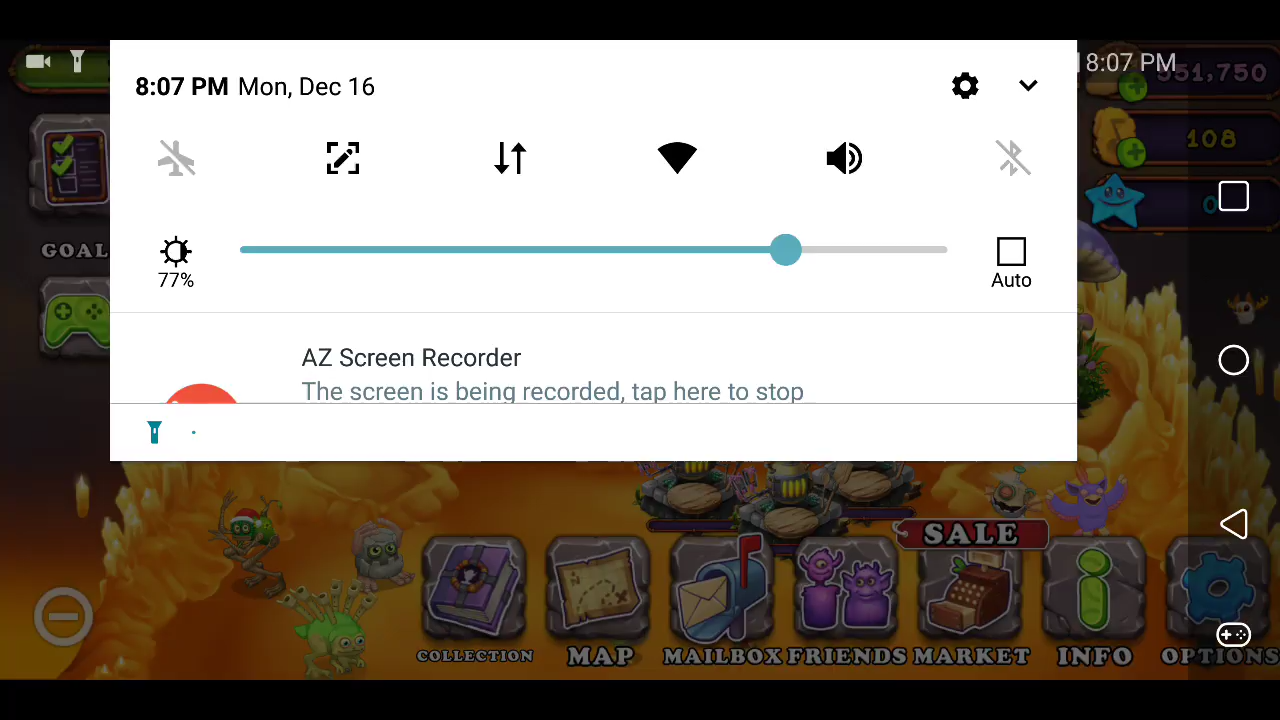 8:07 PM Mon, Dec 16
8:07 PM
551,750
108
0
GOAL
77%
Auto
AZ Screen Recorder
The screen is being recorded, tap here to stop
SALE
COLLECTION
MAP
MAILBOX
FRIENDS
MARKET
INFO
OPTIONS